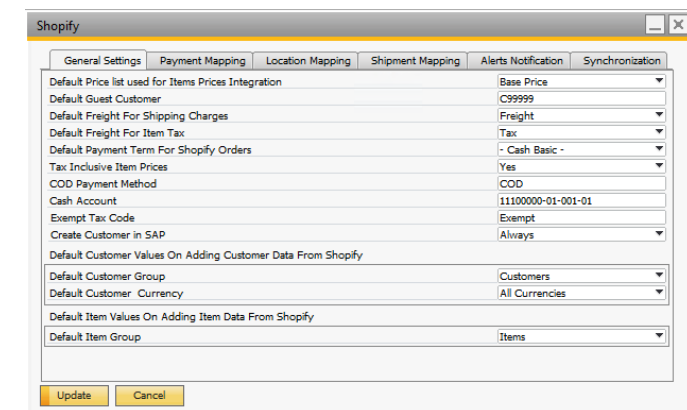 Shopify
General Settings Payment Mapping Location Mapping Shipment Mapping Alerts Notification Synchronization
Default Price list used for Items Prices Integration Base Price
Default Guest Customer C99999
Default Freight For Shipping Charges Freight
Default Freight For Item Tax Tax
Default Payment Term For Shopify Orders - Cash Basic -
Tax Inclusive Item Prices Yes
COD Payment Method COD
Cash Account 11100000-01-001-01
Exempt Tax Code Exempt
Create Customer in SAP Always
Default Customer Values On Adding Customer Data From Shopify
Default Customer Group Customers
Default Customer Currency All Currencies
Default Item Values On Adding Item Data From Shopify
Default Item Group Items
Update Cancel